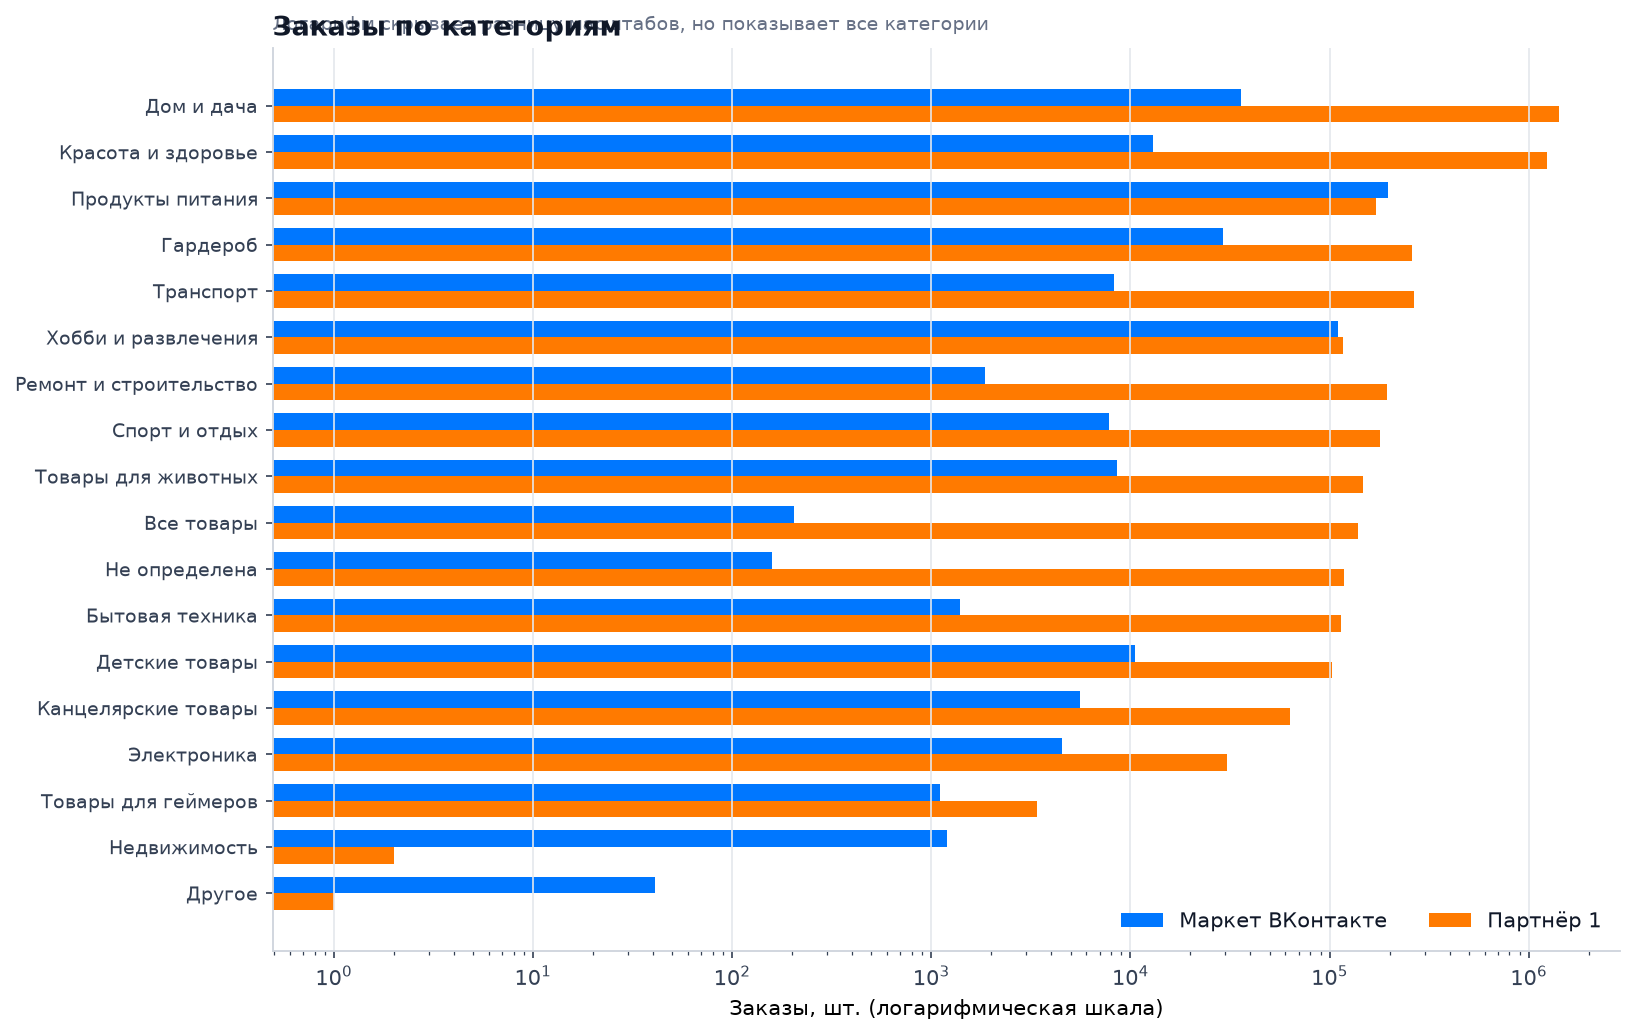 Заказы по категориям
но показывает все категории
Дом и дача
Красота и здоровье
Продукты питания
Гардероб
Транспорт
Хобби и развлечения
Ремонт и строительство
Спорт и отдых
Товары для животных
Все товары
Не определена
Бытовая техника
Детские товары
Канцелярские товары
Электроника
Товары для геймеров
Недвижимость
Другое
Маркет ВКонтакте
Партнёр 1
10⁰ 10¹ 10² 10³ 10⁴ 10⁵ 10⁶
Заказы, шт. (логарифмическая шкала)